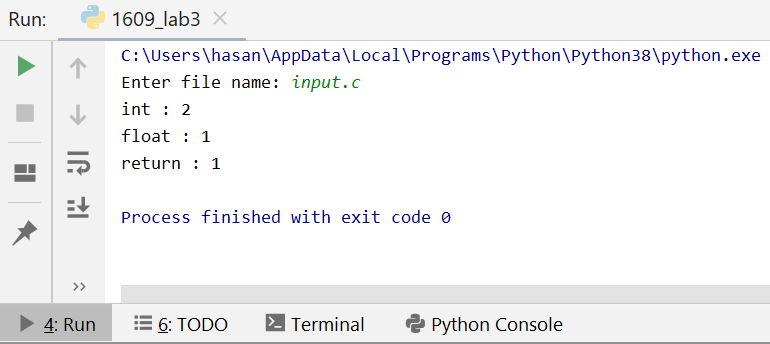 Run: 1609_lab3
C:\Users\hasan\AppData\Local\Programs\Python\Python38\python.exe
Enter file name: input.c
int : 2
float : 1
return : 1
Process finished with exit code 0
4: Run 6: TODO Terminal Python Console